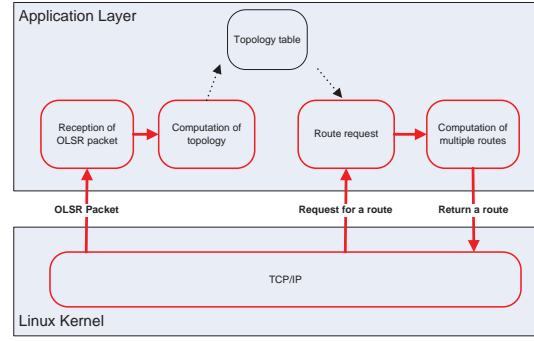 Application Layer
Topology table
Reception of
OLSR packet
Computation of
topology
Route request
Computation of
multiple routes
OLSR Packet
Request for a route
Return a route
TCP/IP
Linux Kernel